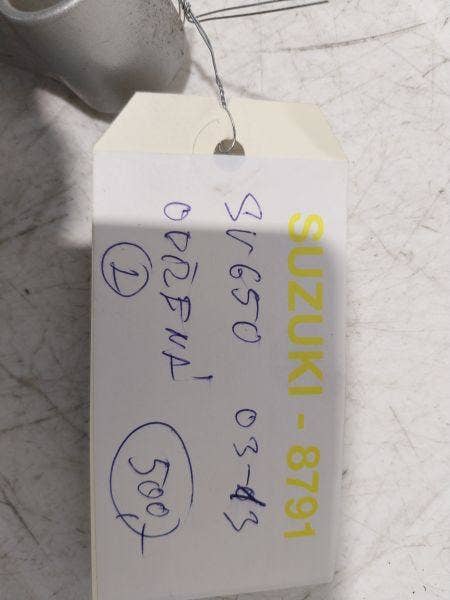 SUZUKI - 8791
SV650 03-13
ODŘENÁ
1 500,-